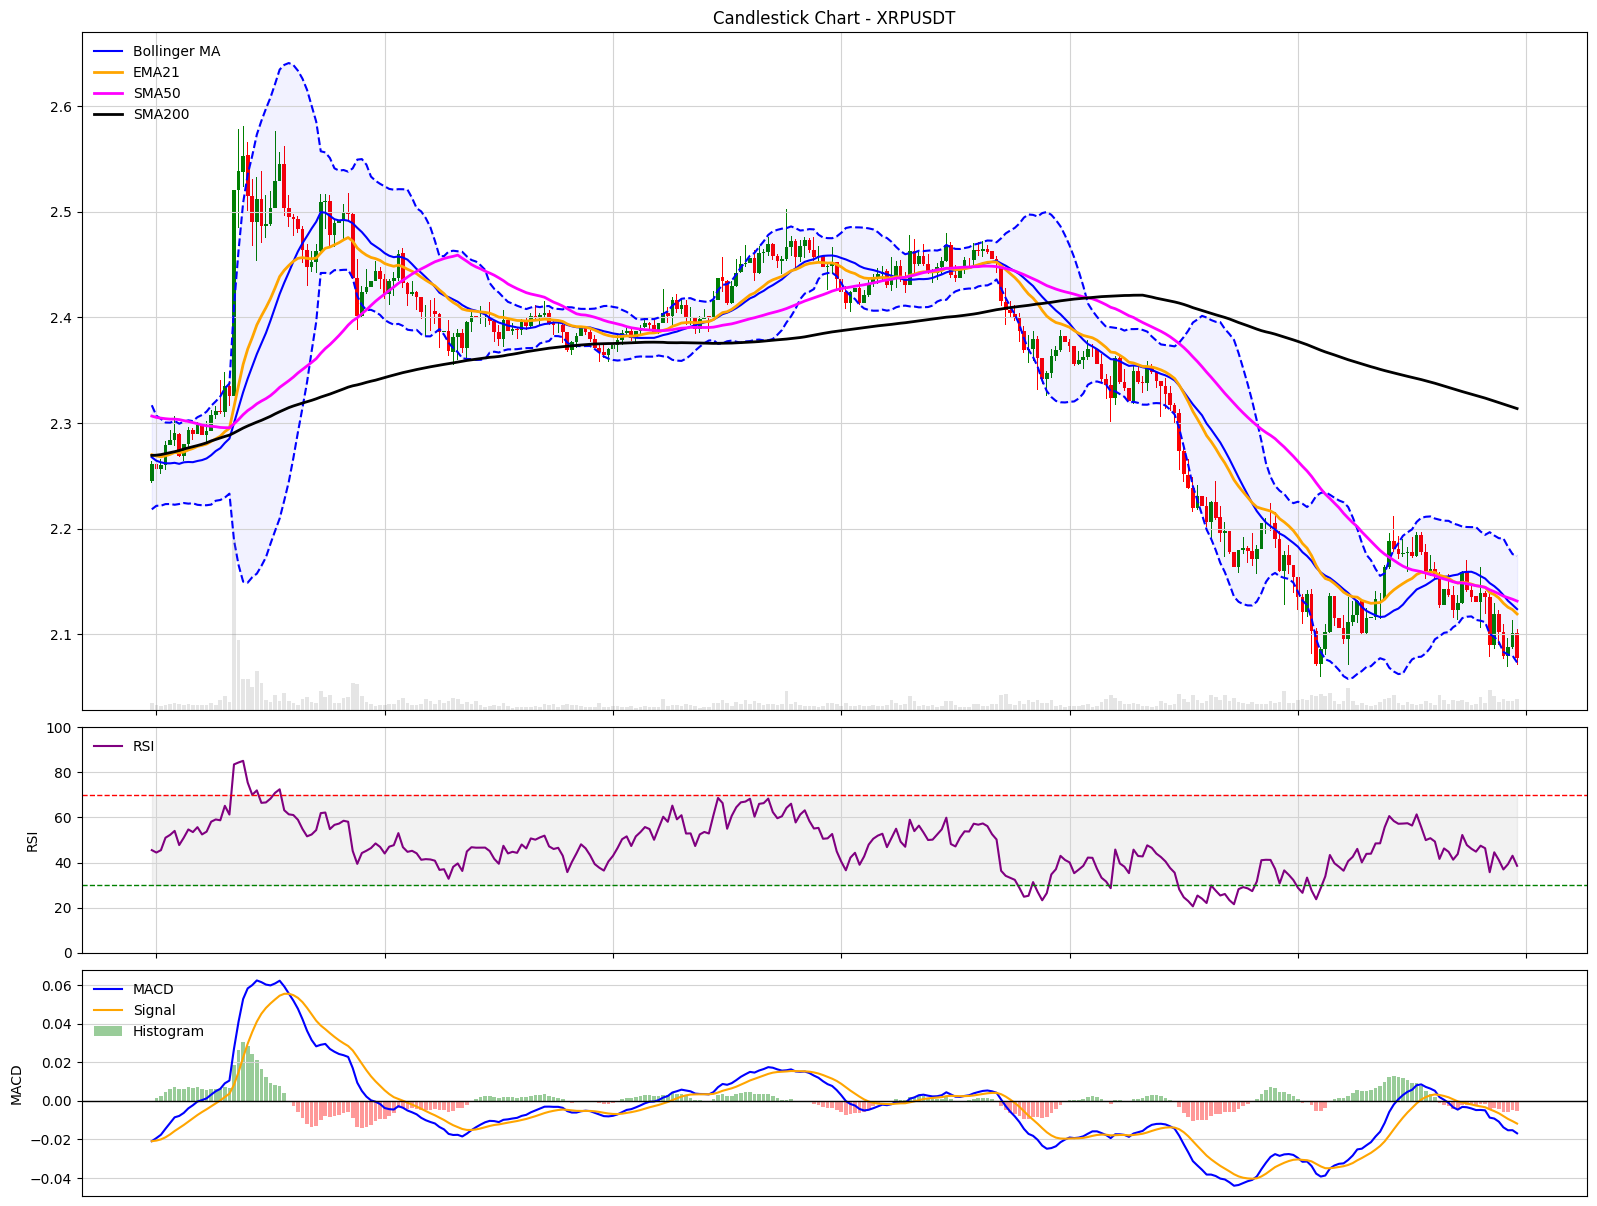 Candlestick Chart - XRPUSDT
Bollinger MA
EMA21
SMA50
SMA200
2.6
2.5
2.4
2.3
2.2
2.1
RSI
100
80
60
40
20
0
RSI
MACD
Signal
Histogram
0.06
0.04
0.02
0.00
−0.02
−0.04
MACD